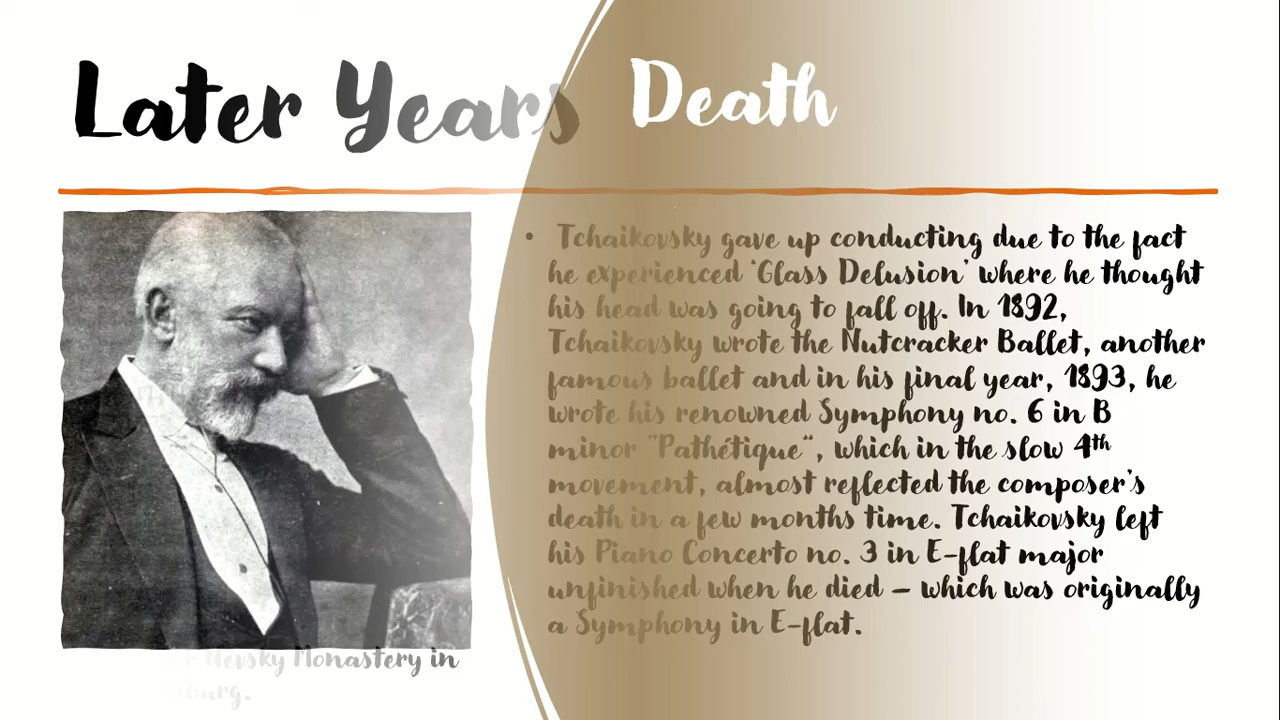 Later Years
Death
• Tchaikovsky gave up conducting due to the fact
he experienced ‘Glass Delusion’ where he thought
his head was going to fall off. In 1892,
Tchaikovsky wrote the Nutcracker Ballet, another
famous ballet and in his final year, 1893, he
wrote his renowned Symphony no. 6 in B
minor "Pathétique", which in the slow 4th
movement, almost reflected the composer's
death in a few months time. Tchaikovsky left
his Piano Concerto no. 3 in E-flat major
unfinished when he died – which was originally
a Symphony in E-flat.
Nevsky Monastery in